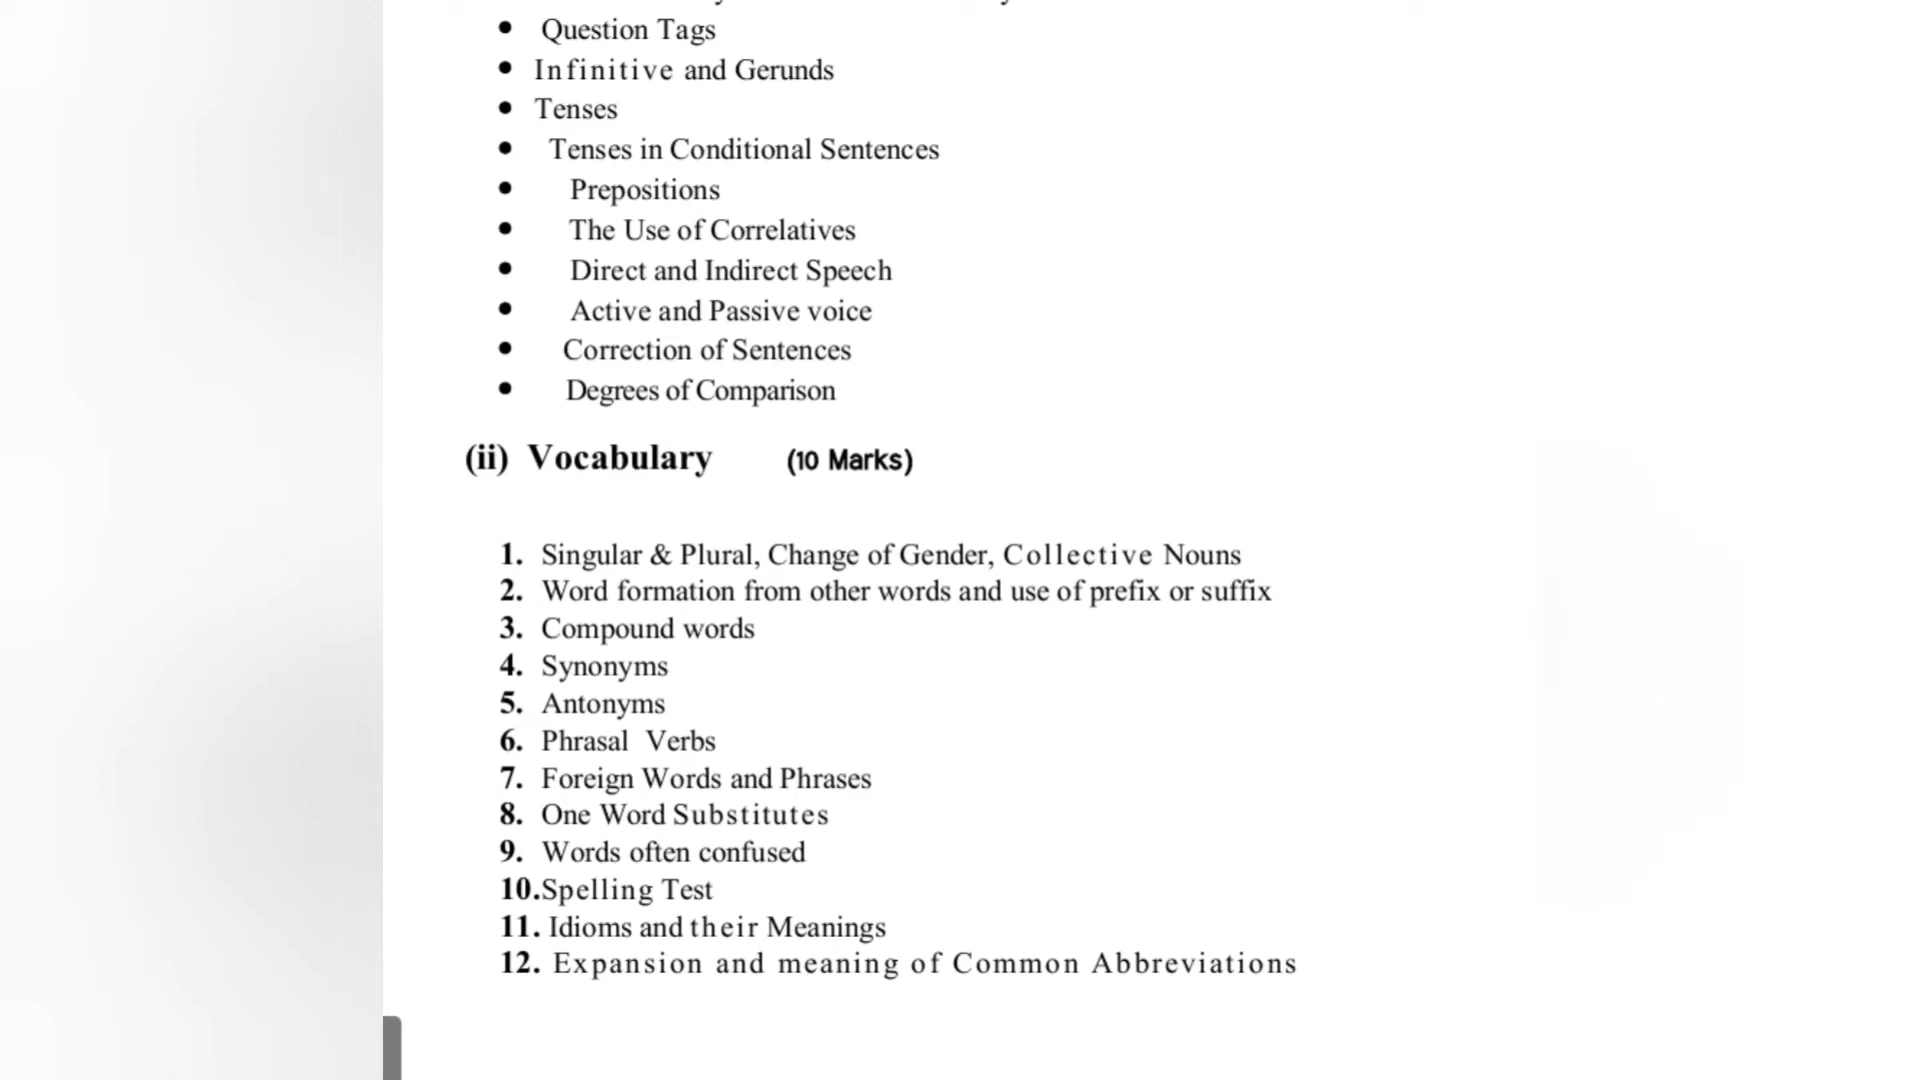 • Question Tags
• Infinitive and Gerunds
• Tenses
• Tenses in Conditional Sentences
• Prepositions
• The Use of Correlatives
• Direct and Indirect Speech
• Active and Passive voice
• Correction of Sentences
• Degrees of Comparison
(ii) Vocabulary (10 Marks)
1. Singular & Plural, Change of Gender, Collective Nouns
2. Word formation from other words and use of prefix or suffix
3. Compound words
4. Synonyms
5. Antonyms
6. Phrasal Verbs
7. Foreign Words and Phrases
8. One Word Substitutes
9. Words often confused
10.Spelling Test
11. Idioms and their Meanings
12. Expansion and meaning of Common Abbreviations